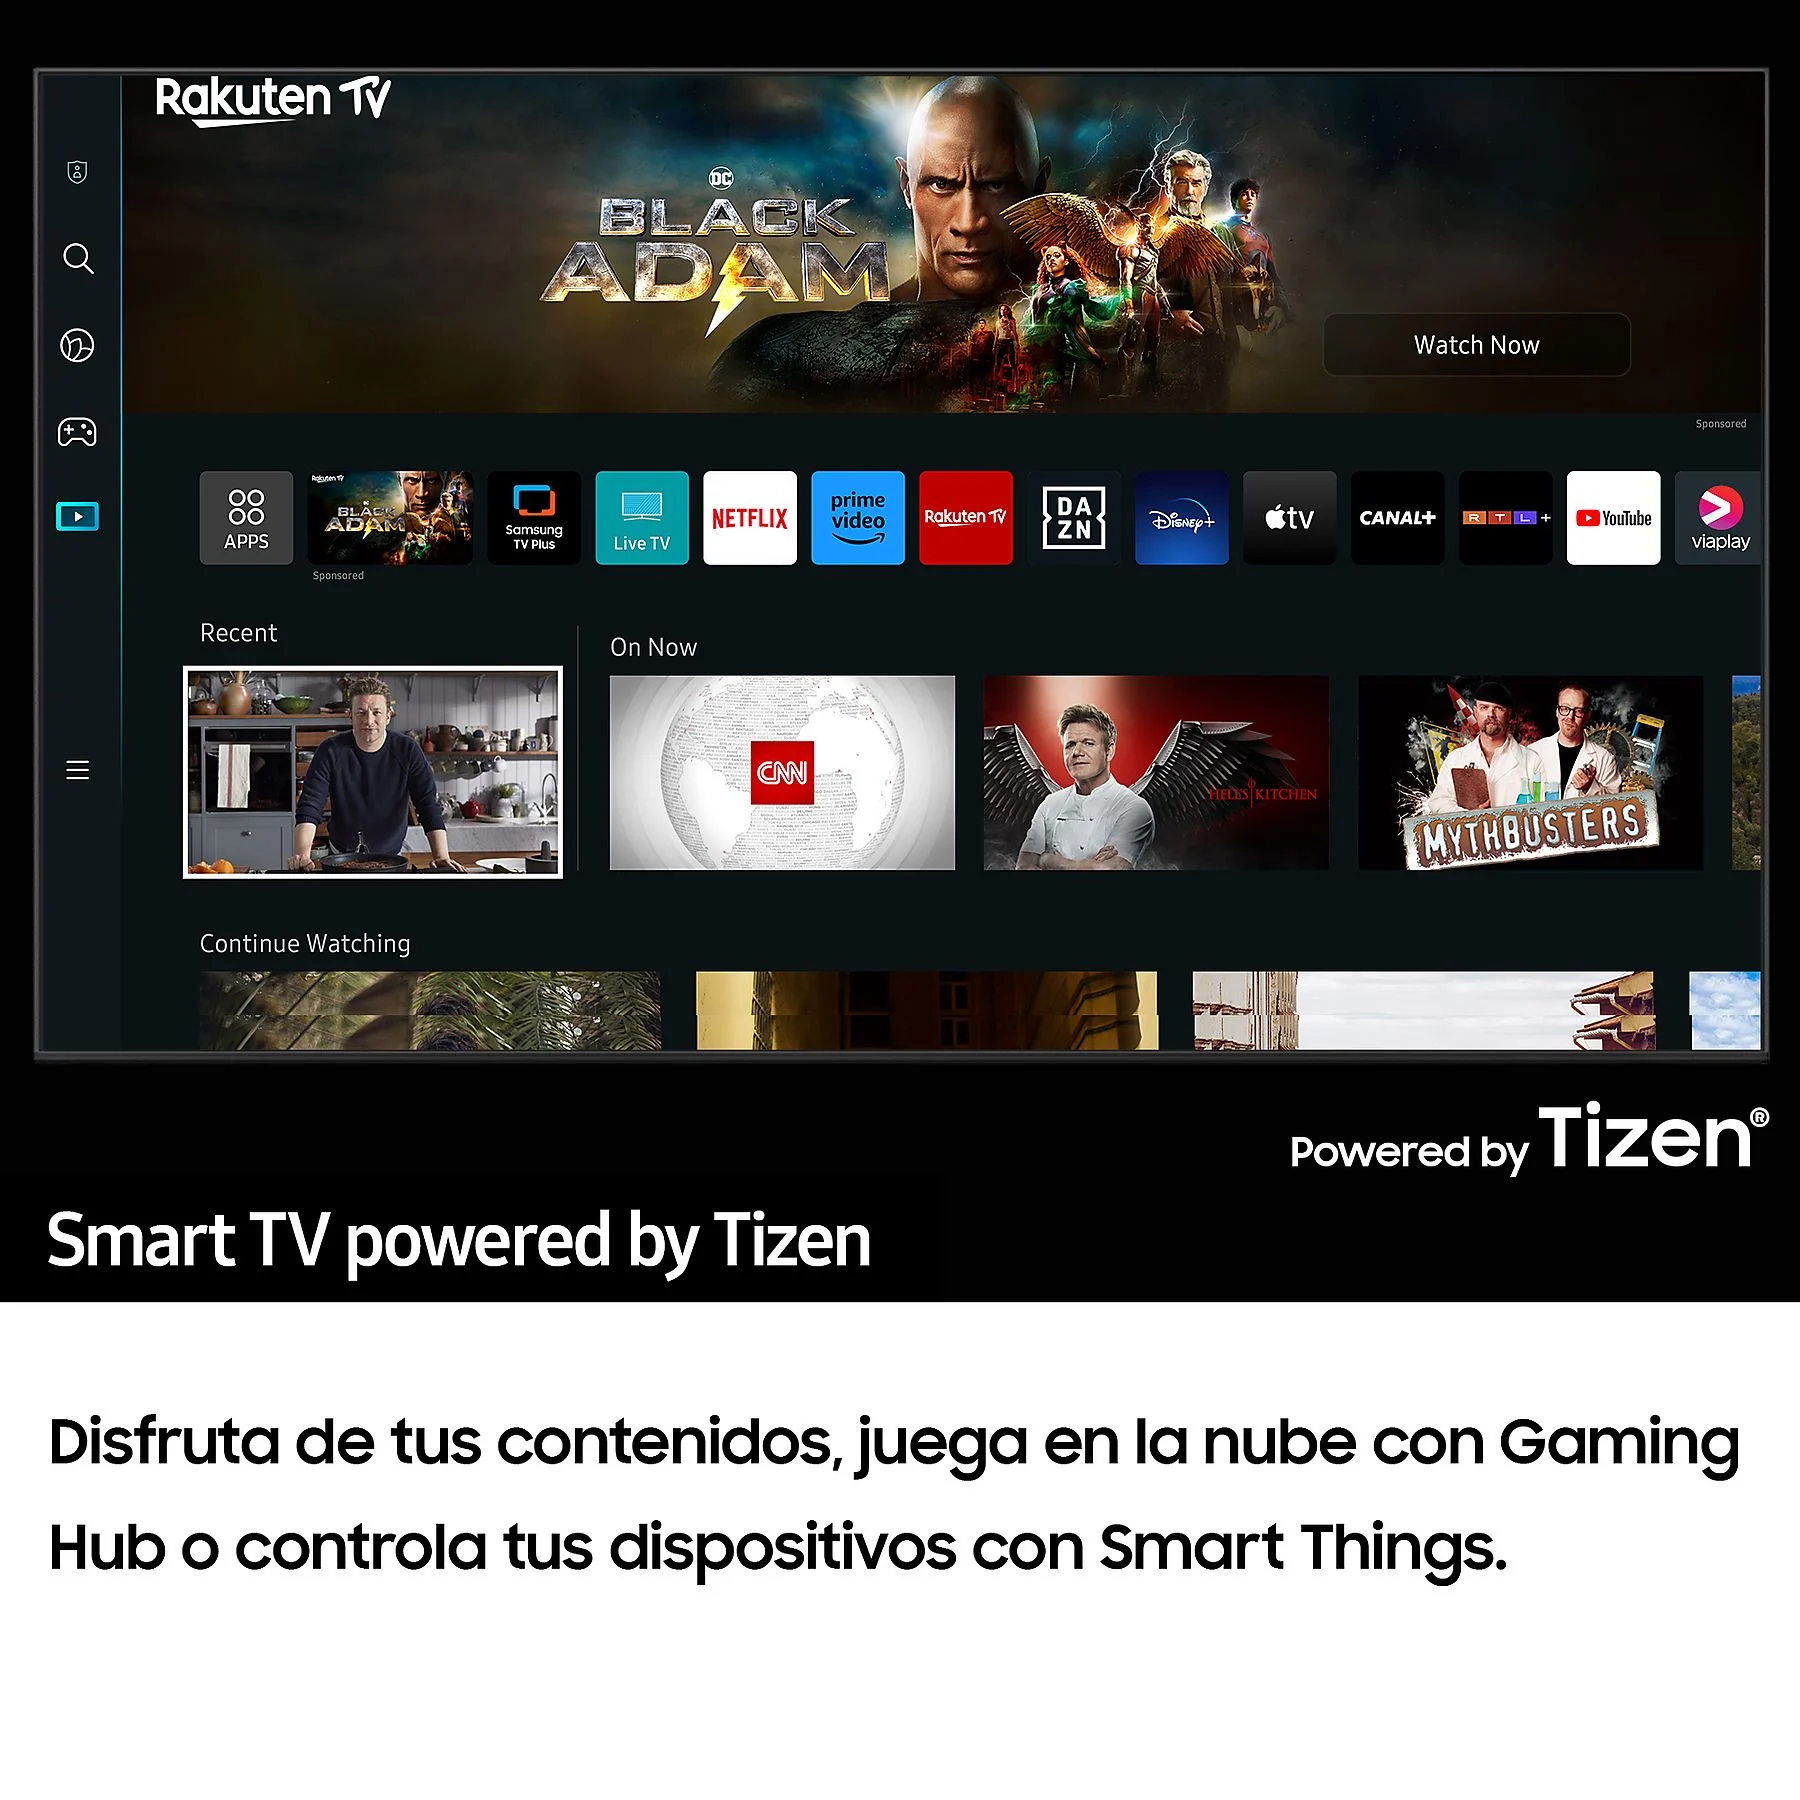 Rakuten TV
DC
BLACK
ADAM
Watch Now
Sponsored
APPS
Rakuten TV
DC
BLACK
ADAM
Sponsored
Samsung
TV Plus
Live TV
NETFLIX
prime
video
Rakuten TV
DA
ZN
Disney+
tv
CANAL+
RTL+
YouTube
viaplay
Recent
On Now
CNN
HELL'S KITCHEN
MYTHBUSTERS
Continue Watching
Powered by Tizen®
Smart TV powered by Tizen
Disfruta de tus contenidos, juega en la nube con Gaming
Hub o controla tus dispositivos con Smart Things.